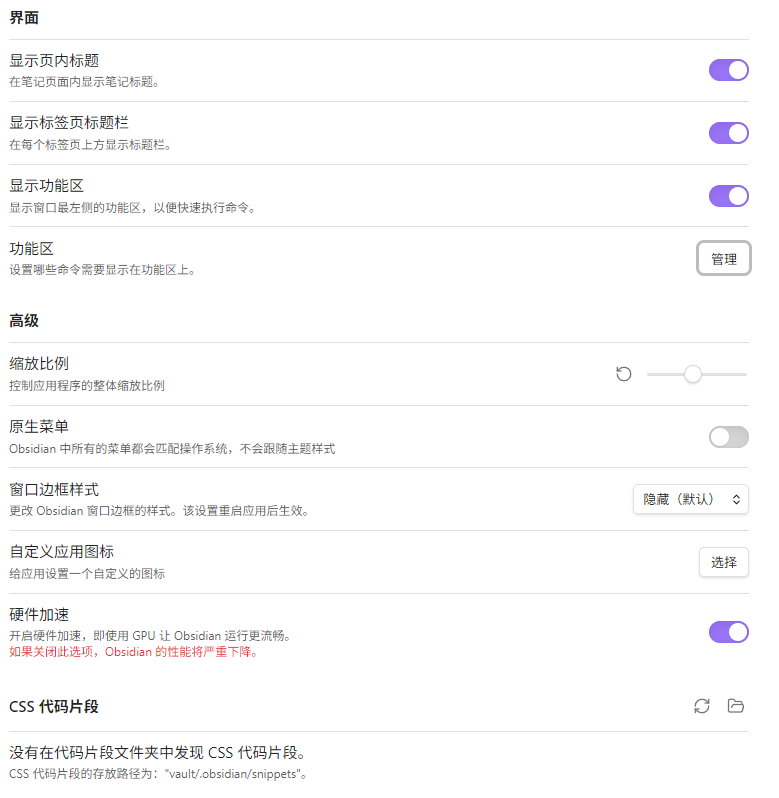 界面
显示页内标题
在笔记页面内显示笔记标题。
显示标签页标题栏
在每个标签页上方显示标题栏。
显示功能区
显示窗口最左侧的功能区，以便快速执行命令。
功能区
设置哪些命令需要显示在功能区上。
管理
高级
缩放比例
控制应用程序的整体缩放比例
原生菜单
Obsidian 中所有的菜单都会匹配操作系统，不会跟随主题样式
窗口边框样式
更改 Obsidian 窗口边框的样式。该设置重启应用后生效。
隐藏（默认）
自定义应用图标
给应用设置一个自定义的图标
选择
硬件加速
开启硬件加速，即使用 GPU 让 Obsidian 运行更流畅。
如果关闭此选项，Obsidian 的性能将严重下降。
CSS 代码片段
没有在代码片段文件夹中发现 CSS 代码片段。
CSS 代码片段的存放路径为："vault/.obsidian/snippets"。